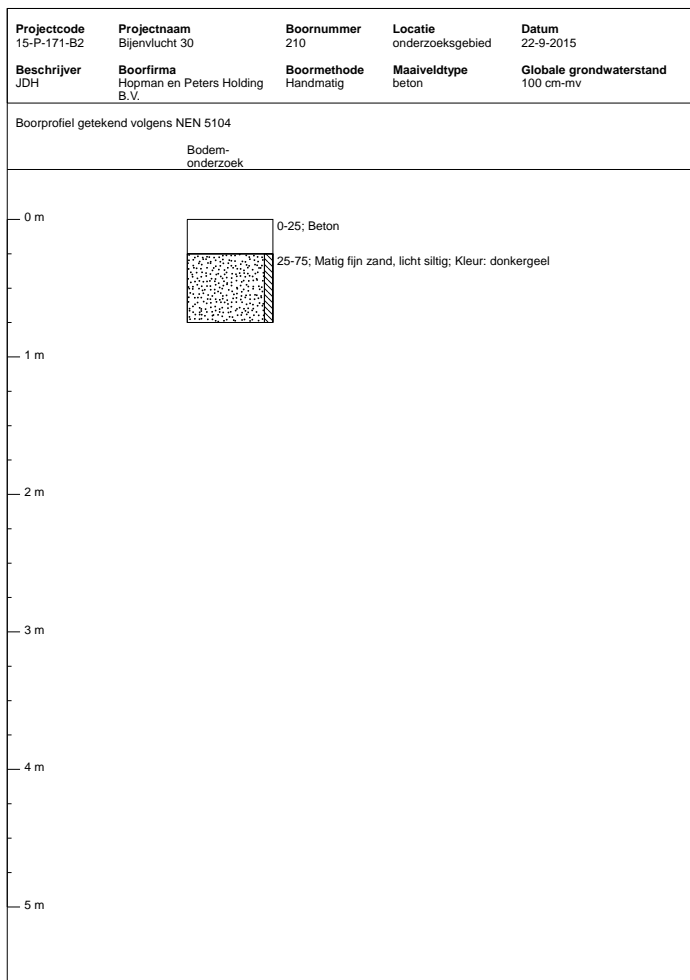 Projectcode Projectnaam Boornummer Locatie Datum
15-P-171-B2 Bijenvlucht 30 210 onderzoeksgebied 22-9-2015
Beschrijver Boorfirma Boormethode Maaiveldtype Globale grondwaterstand
JDH Hopman en Peters Holding Handmatig beton 100 cm-mv
B.V.
Boorprofiel getekend volgens NEN 5104
Bodem-
onderzoek
0 m
0-25; Beton
25-75; Matig fijn zand, licht siltig; Kleur: donkergeel
1 m
2 m
3 m
4 m
5 m